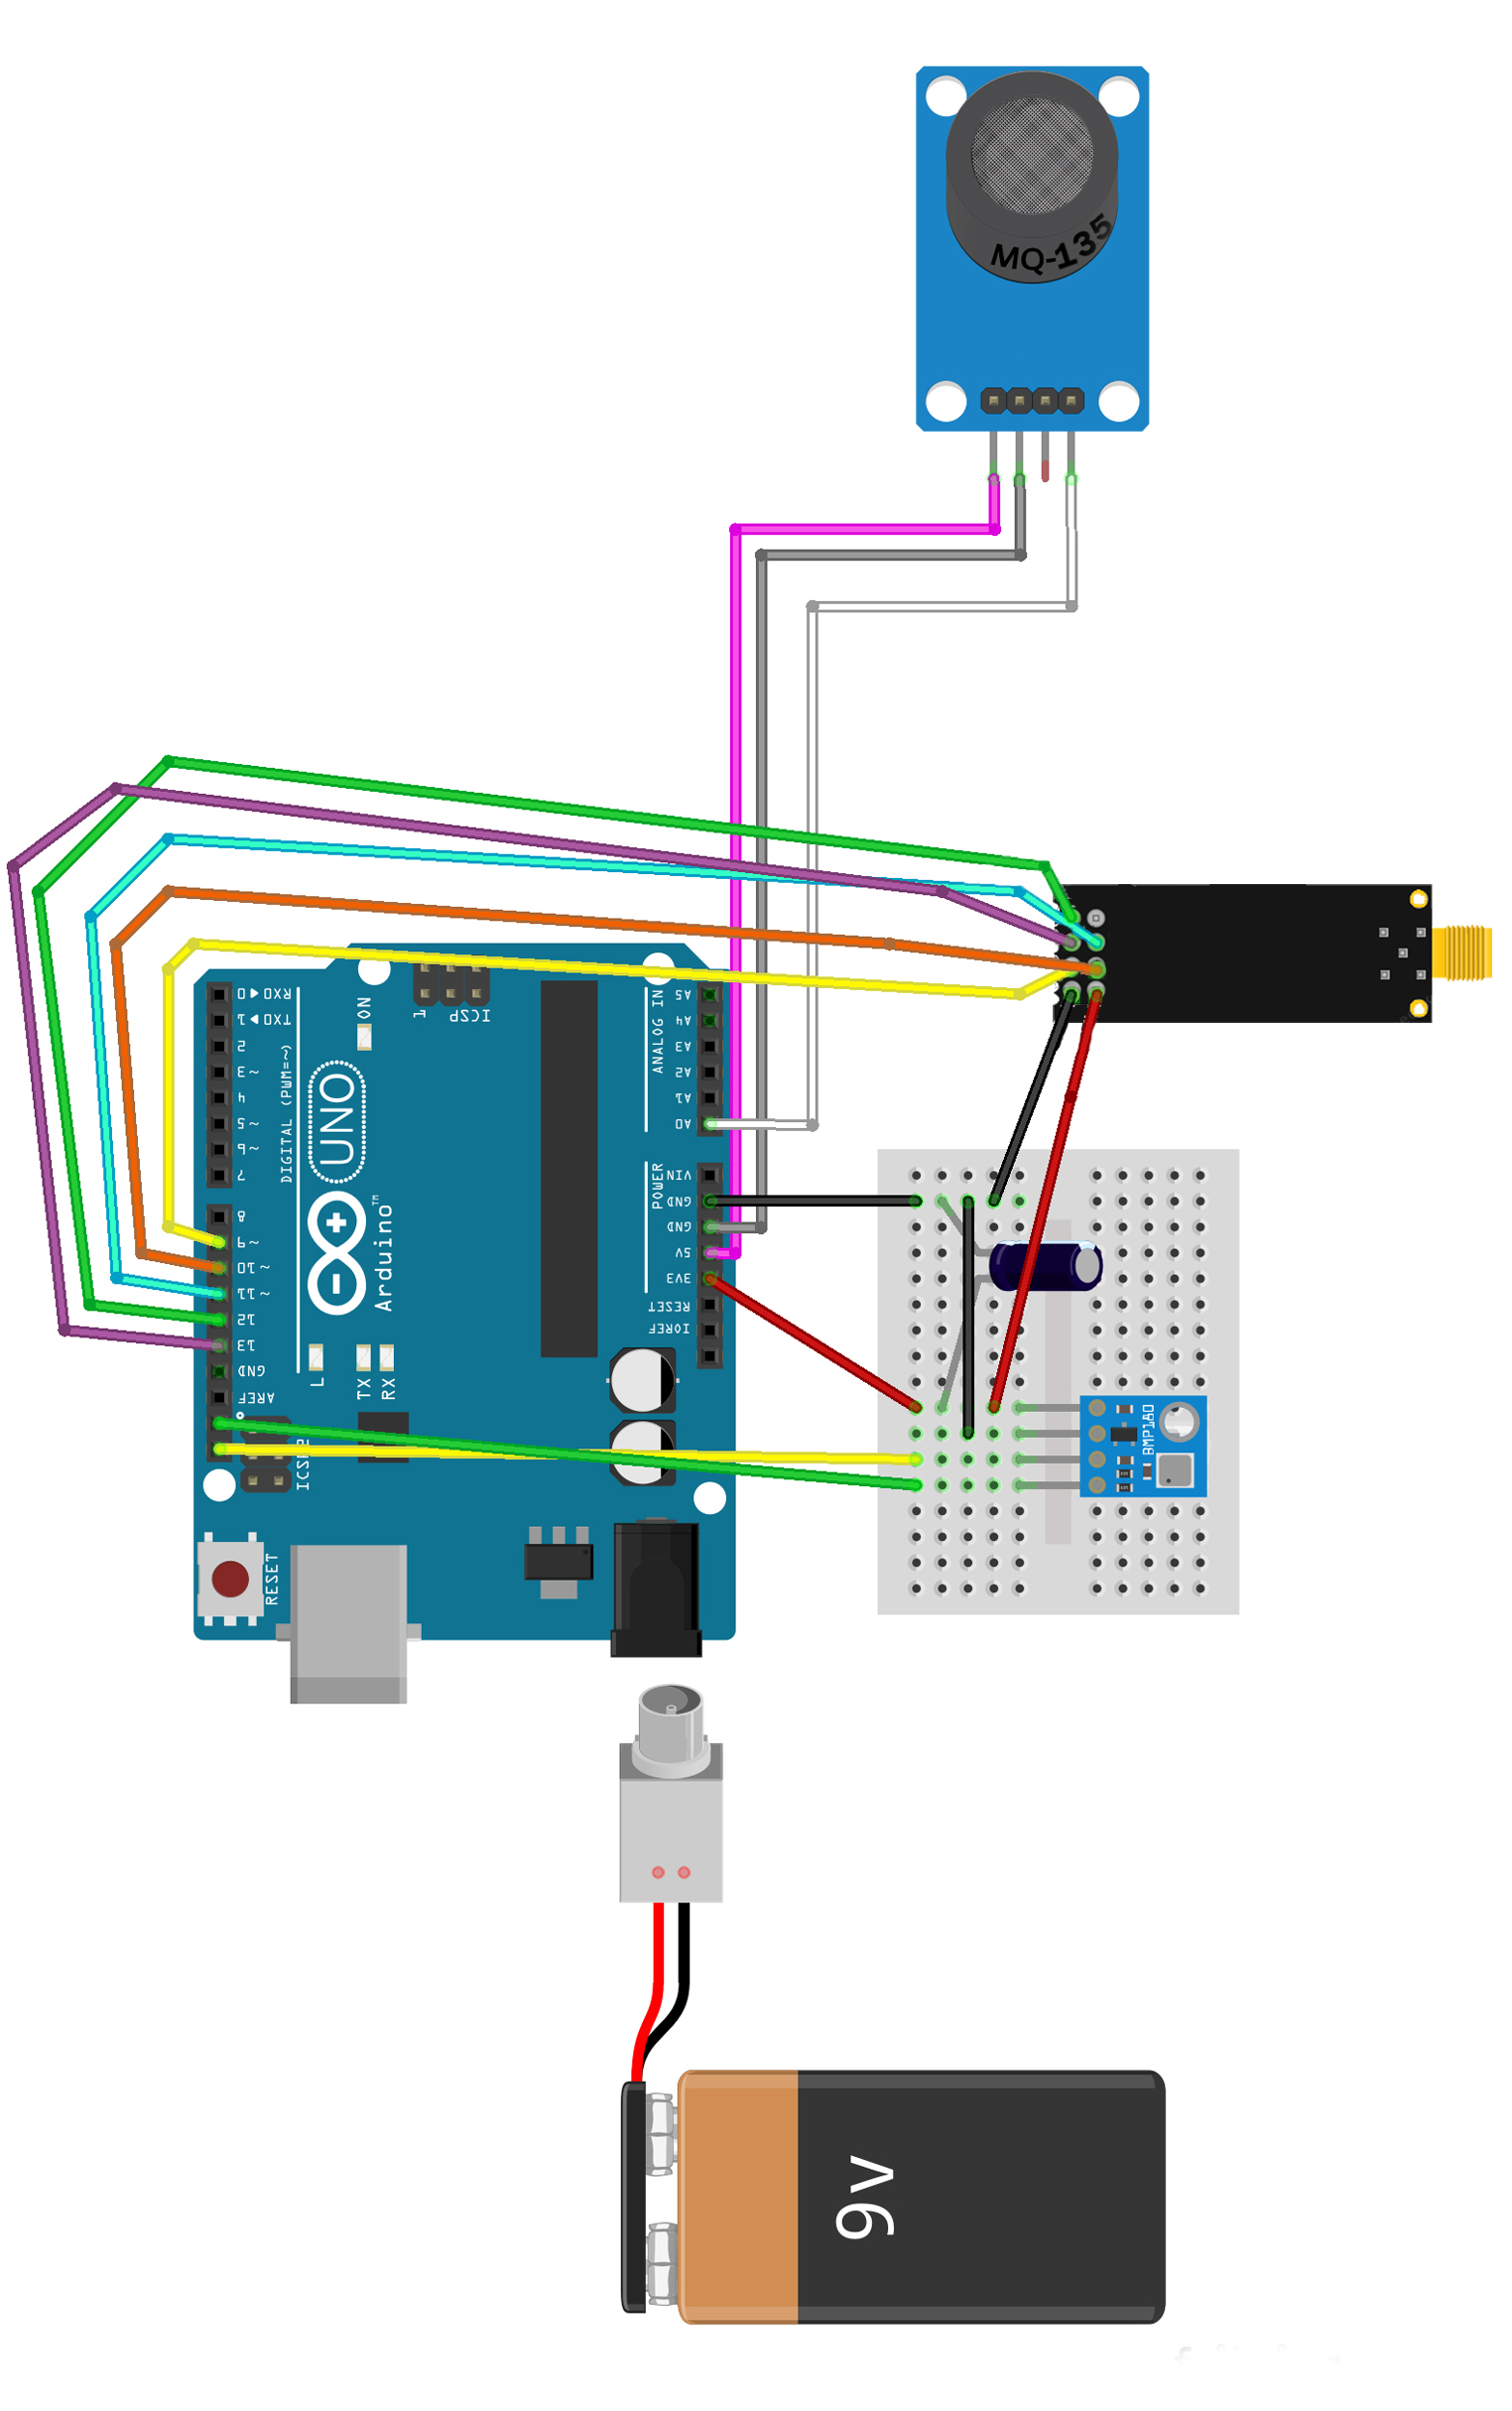 MQ-135
RX0◀0
TX0▶1
2
~3
4
~5
~6
7
8
~9
~10
~11
12
13
GND
AREF
DIGITAL (PWM=~)
ON
1
ICSP2
UNO
Arduino™
L
TX
RX
ICSP
RESET
A5
A4
A3
A2
A1
A0
ANALOG IN
POWER
VIN
GND
GND
5V
3V3
RESET
IOREF
BMP180
9v